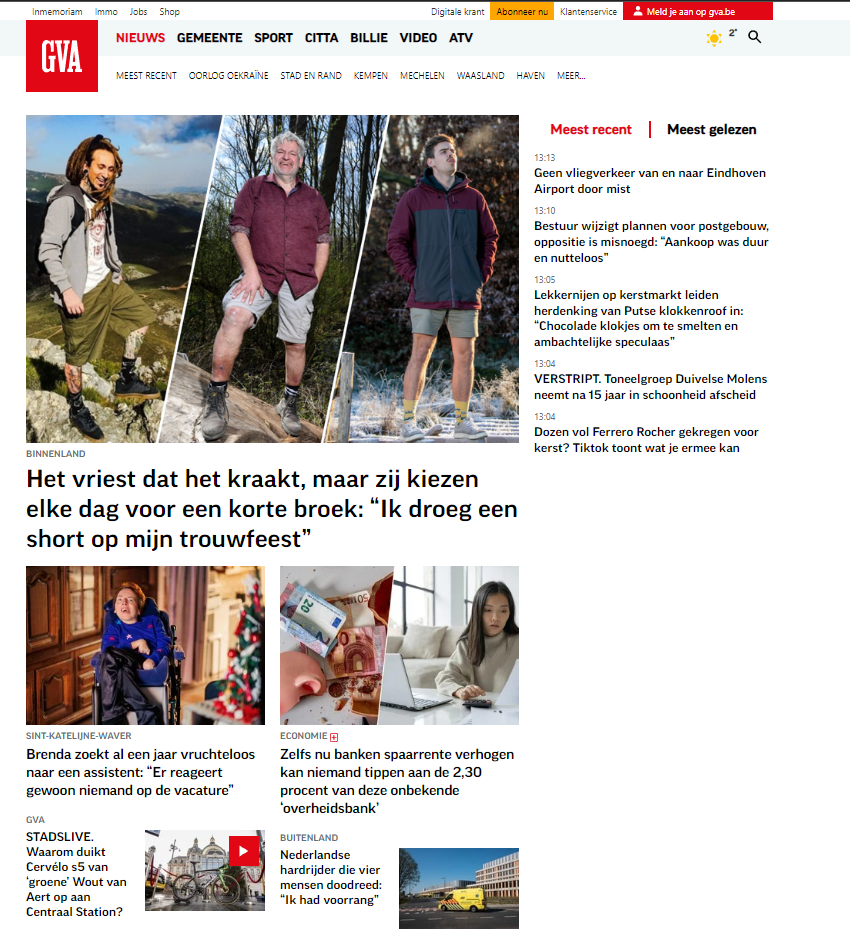 Inmemoriam Immo Jobs Shop
Digitale krant Abonneer nu Klantenservice Meld je aan op gva.be
GVA
NIEUWS GEMEENTE SPORT CITTA BILLIE VIDEO ATV
2°
MEEST RECENT OORLOG OEKRAÏNE STAD EN RAND KEMPEN MECHELEN WAASLAND HAVEN MEER...
BINNENLAND
Het vriest dat het kraakt, maar zij kiezen
elke dag voor een korte broek: “Ik droeg een
short op mijn trouwfeest”
SINT-KATELIJNE-WAVER
Brenda zoekt al een jaar vruchteloos
naar een assistent: “Er reageert
gewoon niemand op de vacature”
GVA
STADSLIVE.
Waarom duikt
Cervélo s5 van
‘groene’ Wout van
Aert op aan
Centraal Station?
20
ECONOMIE
Zelfs nu banken spaarrente verhogen
kan niemand tippen aan de 2,30
procent van deze onbekende
‘overheidsbank’
BUITENLAND
Nederlandse
hardrijder die vier
mensen doodreed:
“Ik had voorrang”
Meest recent Meest gelezen
13:13
Geen vliegverkeer van en naar Eindhoven
Airport door mist
13:10
Bestuur wijzigt plannen voor postgebouw,
oppositie is misnoegd: “Aankoop was duur
en nutteloos”
13:05
Lekkernijen op kerstmarkt leiden
herdenking van Putse klokkenroof in:
“Chocolade klokjes om te smelten en
ambachtelijke speculaas”
13:04
VERSTRIPT. Toneelgroep Duivelse Molens
neemt na 15 jaar in schoonheid afscheid
13:04
Dozen vol Ferrero Rocher gekregen voor
kerst? Tiktok toont wat je ermee kan